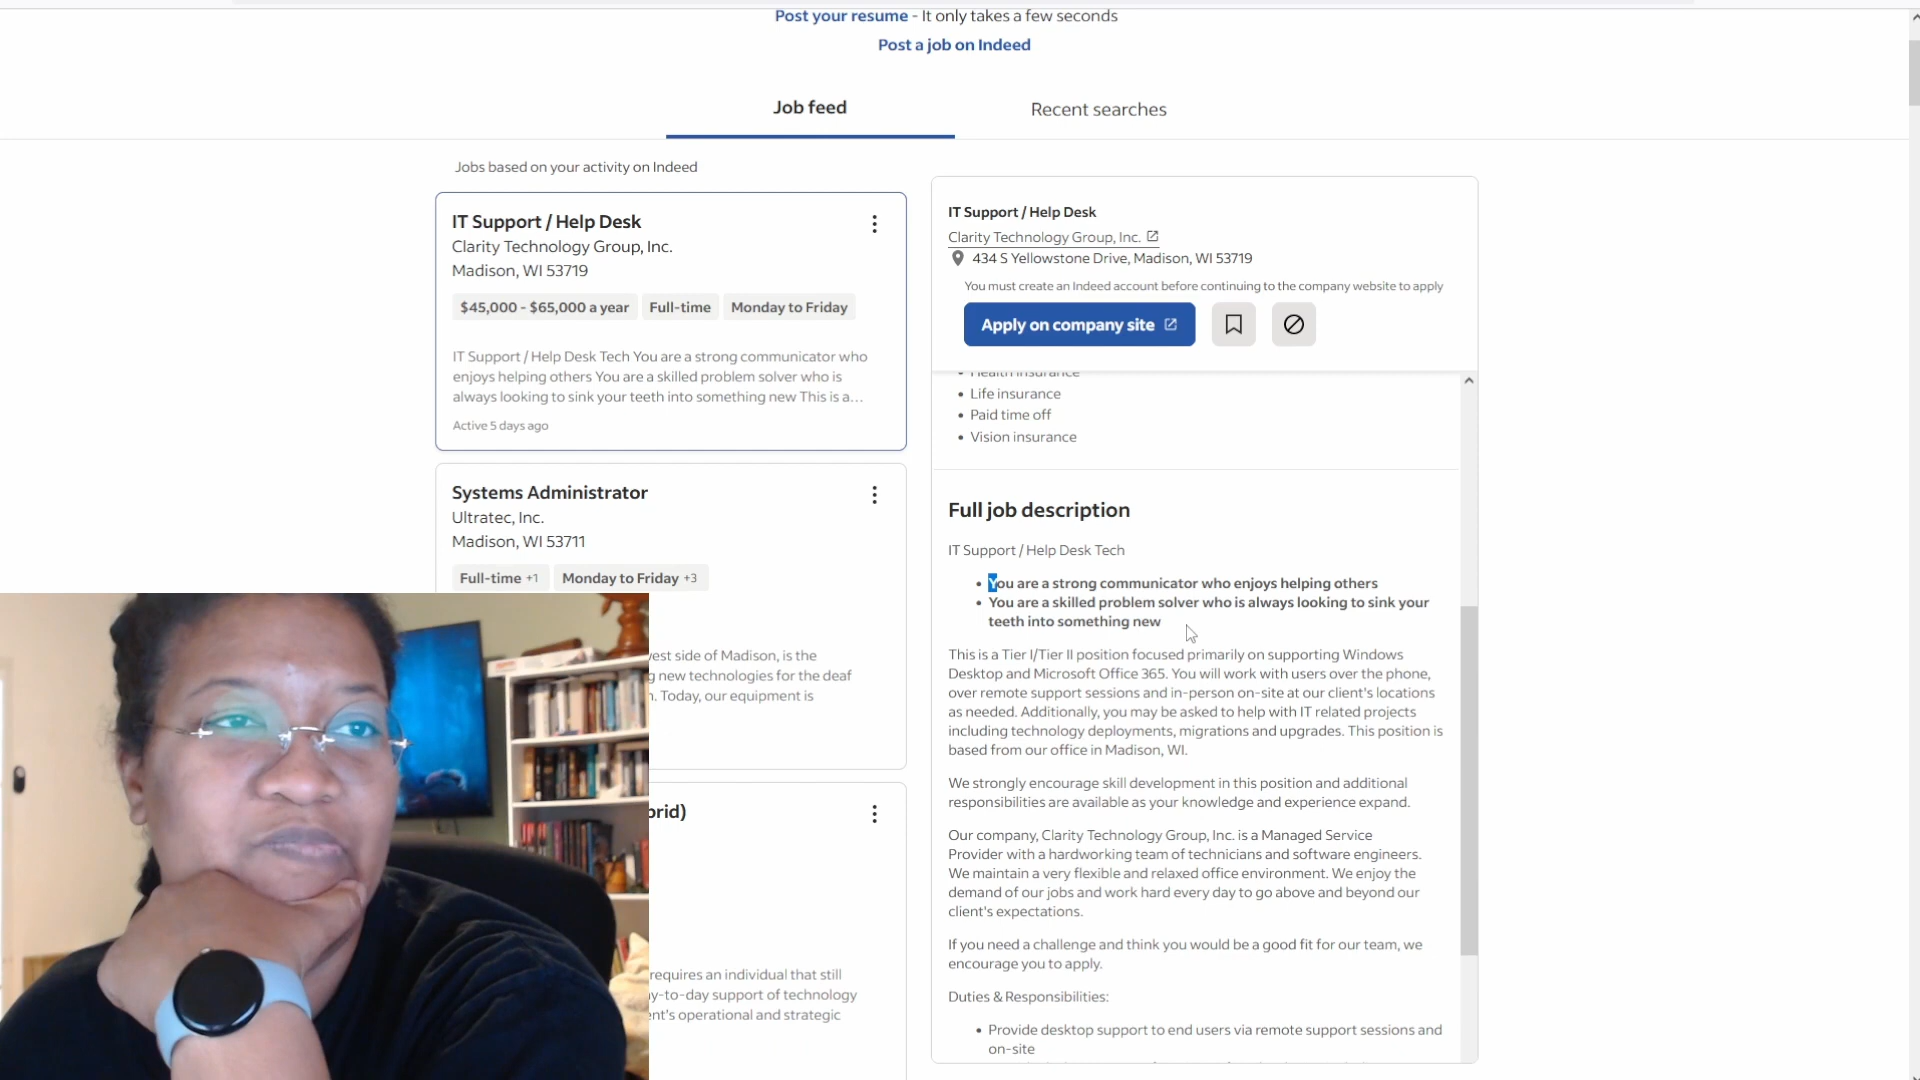 Post your resume - It only takes a few seconds
Post a job on Indeed
Job feed
Recent searches
Jobs based on your activity on Indeed
IT Support / Help Desk
Clarity Technology Group, Inc.
Madison, WI 53719
$45,000 - $65,000 a year
Full-time
Monday to Friday
IT Support / Help Desk Tech You are a strong communicator who
enjoys helping others You are a skilled problem solver who is
always looking to sink your teeth into something new This is a...
Active 5 days ago
Systems Administrator
Ultratec, Inc.
Madison, WI 53711
Full-time +1
Monday to Friday +3
vest side of Madison, is the
g new technologies for the deaf
. Today, our equipment is
brid)
requires an individual that still
y-to-day support of technology
ent's operational and strategic
IT Support / Help Desk
Clarity Technology Group, Inc.
434 S Yellowstone Drive, Madison, WI 53719
You must create an Indeed account before continuing to the company website to apply
Apply on company site
Health insurance
Life insurance
Paid time off
Vision insurance
Full job description
IT Support / Help Desk Tech
You are a strong communicator who enjoys helping others
You are a skilled problem solver who is always looking to sink your
teeth into something new
This is a Tier I/Tier II position focused primarily on supporting Windows
Desktop and Microsoft Office 365. You will work with users over the phone,
over remote support sessions and in-person on-site at our client's locations
as needed. Additionally, you may be asked to help with IT related projects
including technology deployments, migrations and upgrades. This position is
based from our office in Madison, WI.
We strongly encourage skill development in this position and additional
responsibilities are available as your knowledge and experience expand.
Our company, Clarity Technology Group, Inc. is a Managed Service
Provider with a hardworking team of technicians and software engineers.
We maintain a very flexible and relaxed office environment. We enjoy the
demand of our jobs and work hard every day to go above and beyond our
client's expectations.
If you need a challenge and think you would be a good fit for our team, we
encourage you to apply.
Duties & Responsibilities:
Provide desktop support to end users via remote support sessions and
on-site